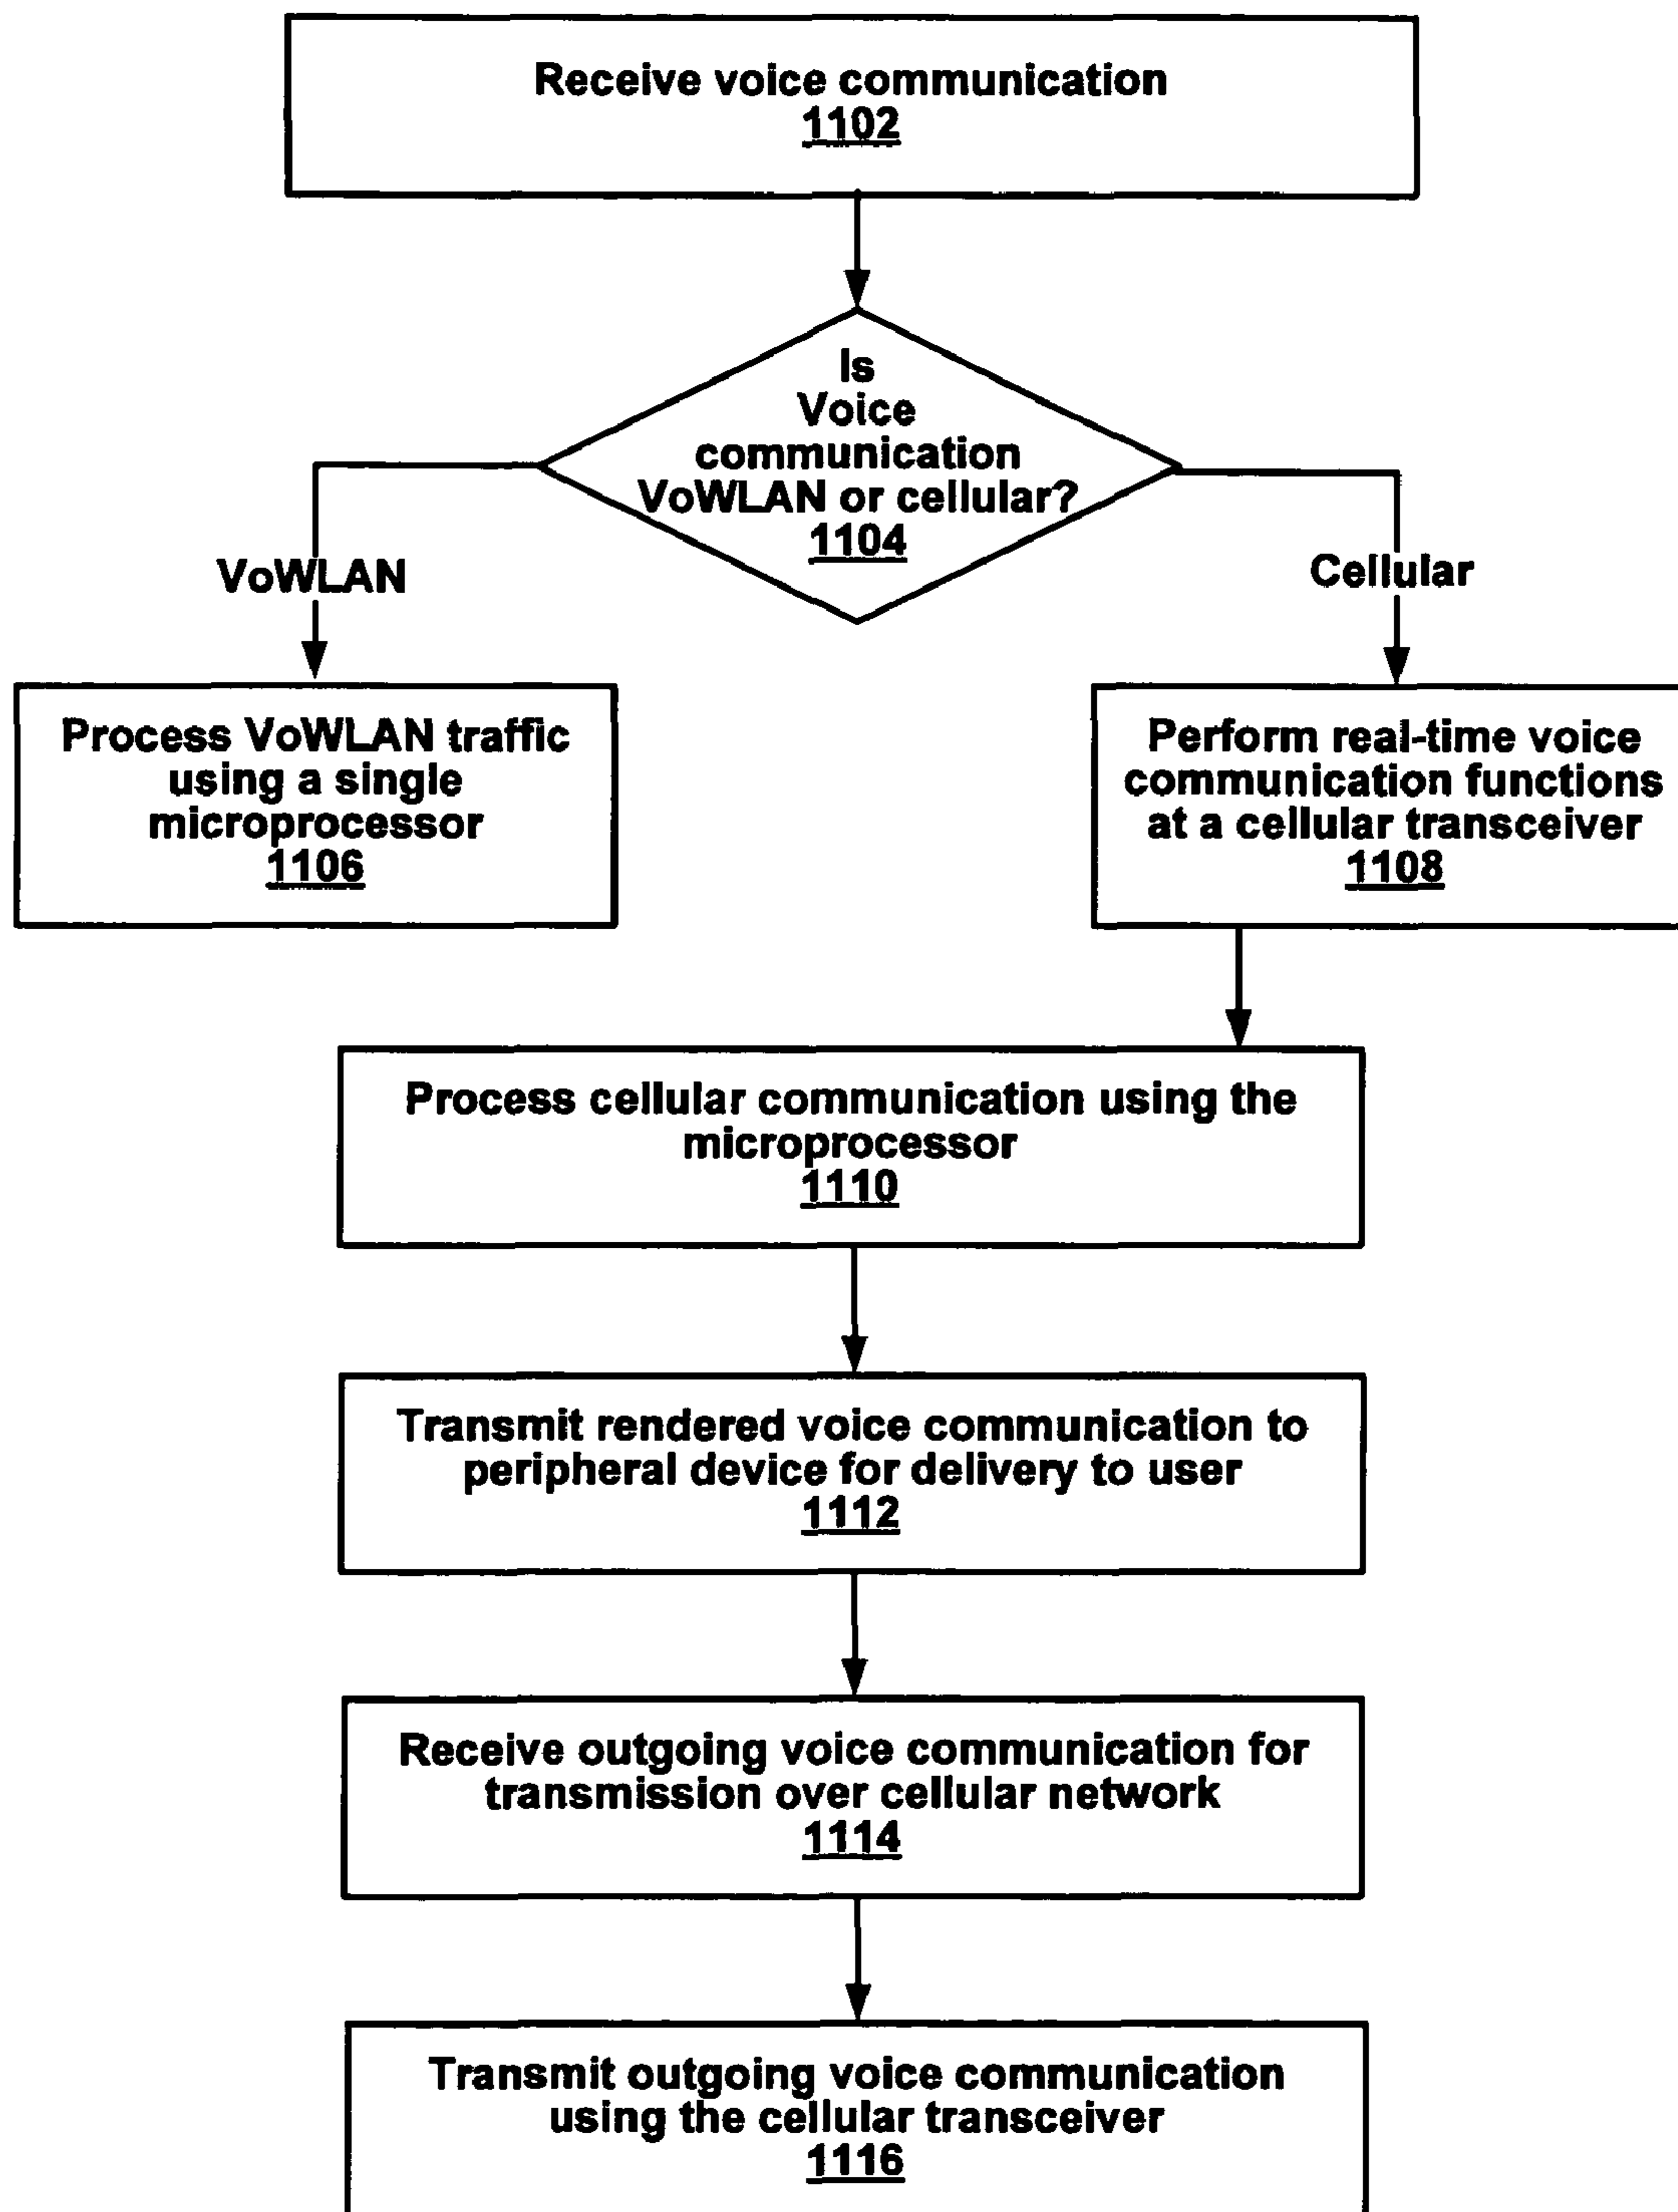 Receive voice communication
1102
Is
Voice
communication
VoWLAN or cellular?
1104
VoWLAN
Cellular
Process VoWLAN traffic
using a single
microprocessor
1106
Perform real-time voice
communication functions
at a cellular transceiver
1108
Process cellular communication using the
microprocessor
1110
Transmit rendered voice communication to
peripheral device for delivery to user
1112
Receive outgoing voice communication for
transmission over cellular network
1114
Transmit outgoing voice communication
using the cellular transceiver
1116